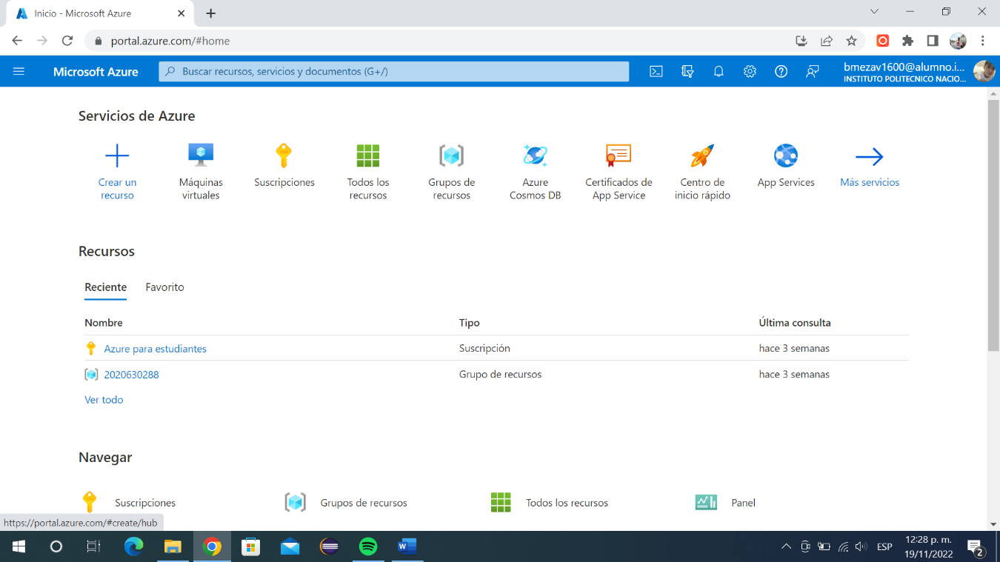 Inicio - Microsoft Azure
portal.azure.com/#home
Microsoft Azure
Buscar recursos, servicios y documentos (G+/)
bmezav1600@alumno.i...
INSTITUTO POLITECNICO NACIO...
Servicios de Azure
Crear un recurso
Máquinas virtuales
Suscripciones
Todos los recursos
Grupos de recursos
Azure Cosmos DB
Certificados de App Service
Centro de inicio rápido
App Services
Más servicios
Recursos
Reciente Favorito
Nombre Tipo Última consulta
Azure para estudiantes Suscripción hace 3 semanas
2020630288 Grupo de recursos hace 3 semanas
Ver todo
Navegar
Suscripciones Grupos de recursos Todos los recursos Panel
https://portal.azure.com/#create/hub
ESP
12:28 p. m.
19/11/2022
2